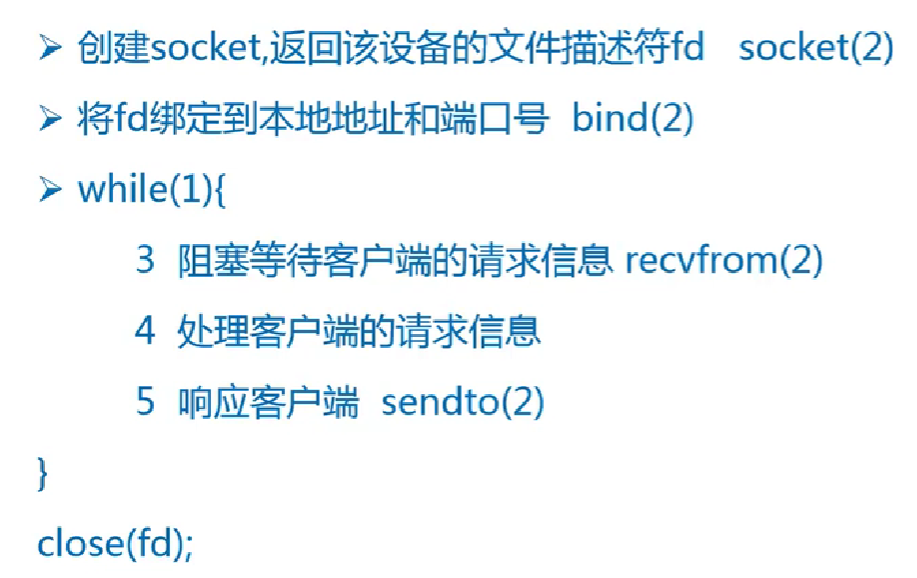 ➢ 创建socket,返回该设备的文件描述符fd socket(2)
➢ 将fd绑定到本地地址和端口号 bind(2)
➢ while(1){
3 阻塞等待客户端的请求信息 recvfrom(2)
4 处理客户端的请求信息
5 响应客户端 sendto(2)
}
close(fd);